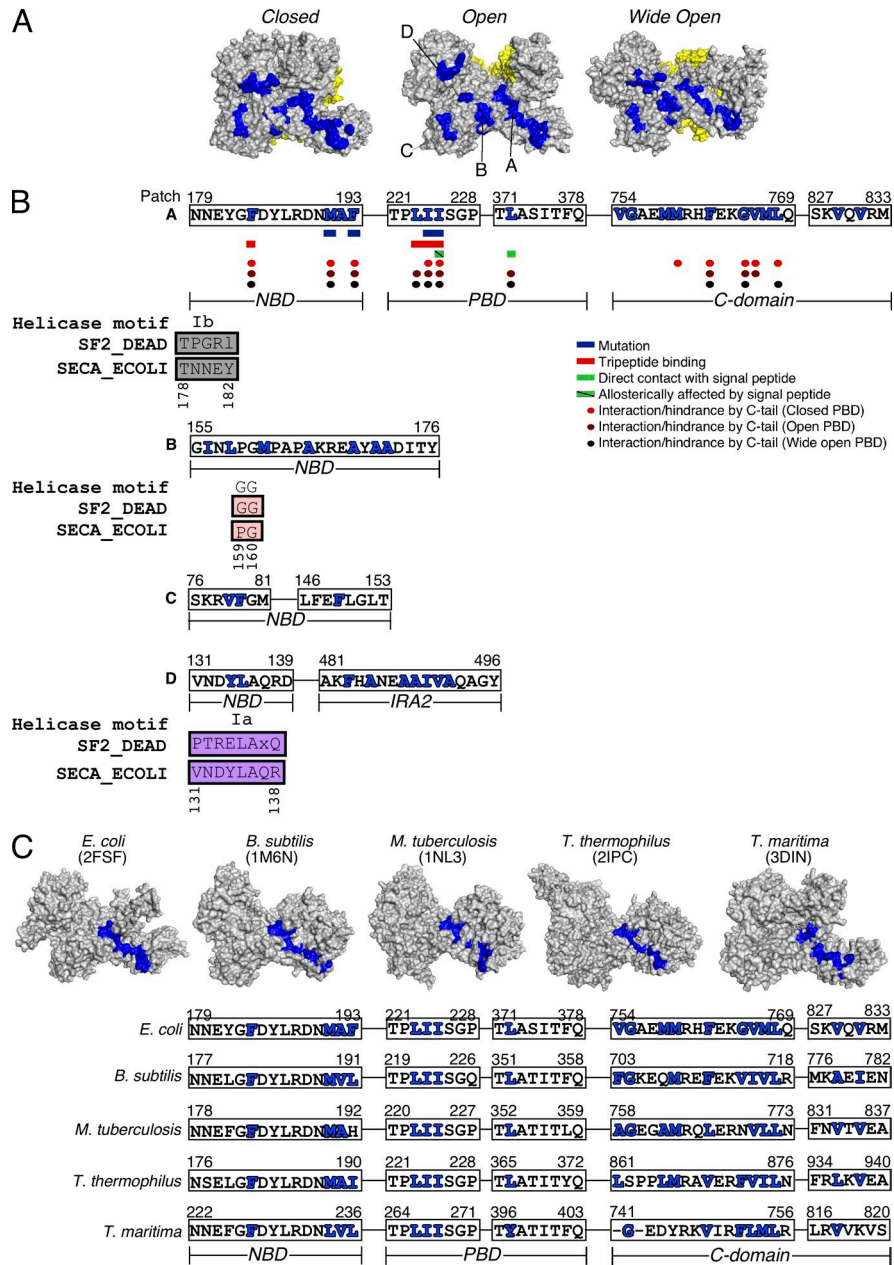 A
Closed
Open
Wide Open
D
C
B
A
B
Patch
179 193 221 228 371 378 754 769 827 833
A NNEYGFDYLRDNMAF TPLIISGP TLASITFQ VGAEMMRHFEKGVMLQ SKVQVRM
NBD PBD C-domain
Helicase motif Ib
SF2_DEAD TPGRl
SECA_ECOLI TNNEY
178 182
Mutation
Tripeptide binding
Direct contact with signal peptide
Allosterically affected by signal peptide
Interaction/hindrance by C-tail (Closed PBD)
Interaction/hindrance by C-tail (Open PBD)
Interaction/hindrance by C-tail (Wide open PBD)
155 176
B GINLPGMPAPAKREAYAADITY
NBD
Helicase motif GG
SF2_DEAD GG
SECA_ECOLI PG
159 160
76 81 146 153
C SKRVFGM LFEFLGLT
NBD
131 139 481 496
D VNDYLAQRD AKFHANEAAIVAQAGY
NBD IRA2
Helicase motif Ia
SF2_DEAD PTRELAxQ
SECA_ECOLI VNDYLAQR
131 138
C
E. coli (2FSF)
B. subtilis (1M6N)
M. tuberculosis (1NL3)
T. thermophilus (2IPC)
T. maritima (3DIN)
179 193 221 228 371 378 754 769 827 833
E. coli NNEYGFDYLRDNMAF TPLIISGP TLASITFQ VGAEMMRHFEKGVMLQ SKVQVRM
177 191 219 226 351 358 703 718 776 782
B. subtilis NNELGFDYLRDNMVL TPLIISGQ TLATITFQ FGKEQMREFEKVIVLR MKAEIEN
178 192 220 227 352 359 758 773 831 837
M. tuberculosis NNEFGFDYLRDNMAH TPLIISGP TLATITLQ AGEGAMRQLERNVLLN FNVTVEA
176 190 221 228 365 372 861 876 934 940
T. thermophilus NSELGFDYLRDNMAI TPLIISGP TLATITYQ LSPPLMRAVERFVILN FRLKVEA
222 236 264 271 396 403 741 756 816 820
T. maritima NNEFGFDYLRDNLVL TPLIISGP TYATITFQ -G-EDYRKVIRFLMLR LRVVKVS
NBD PBD C-domain